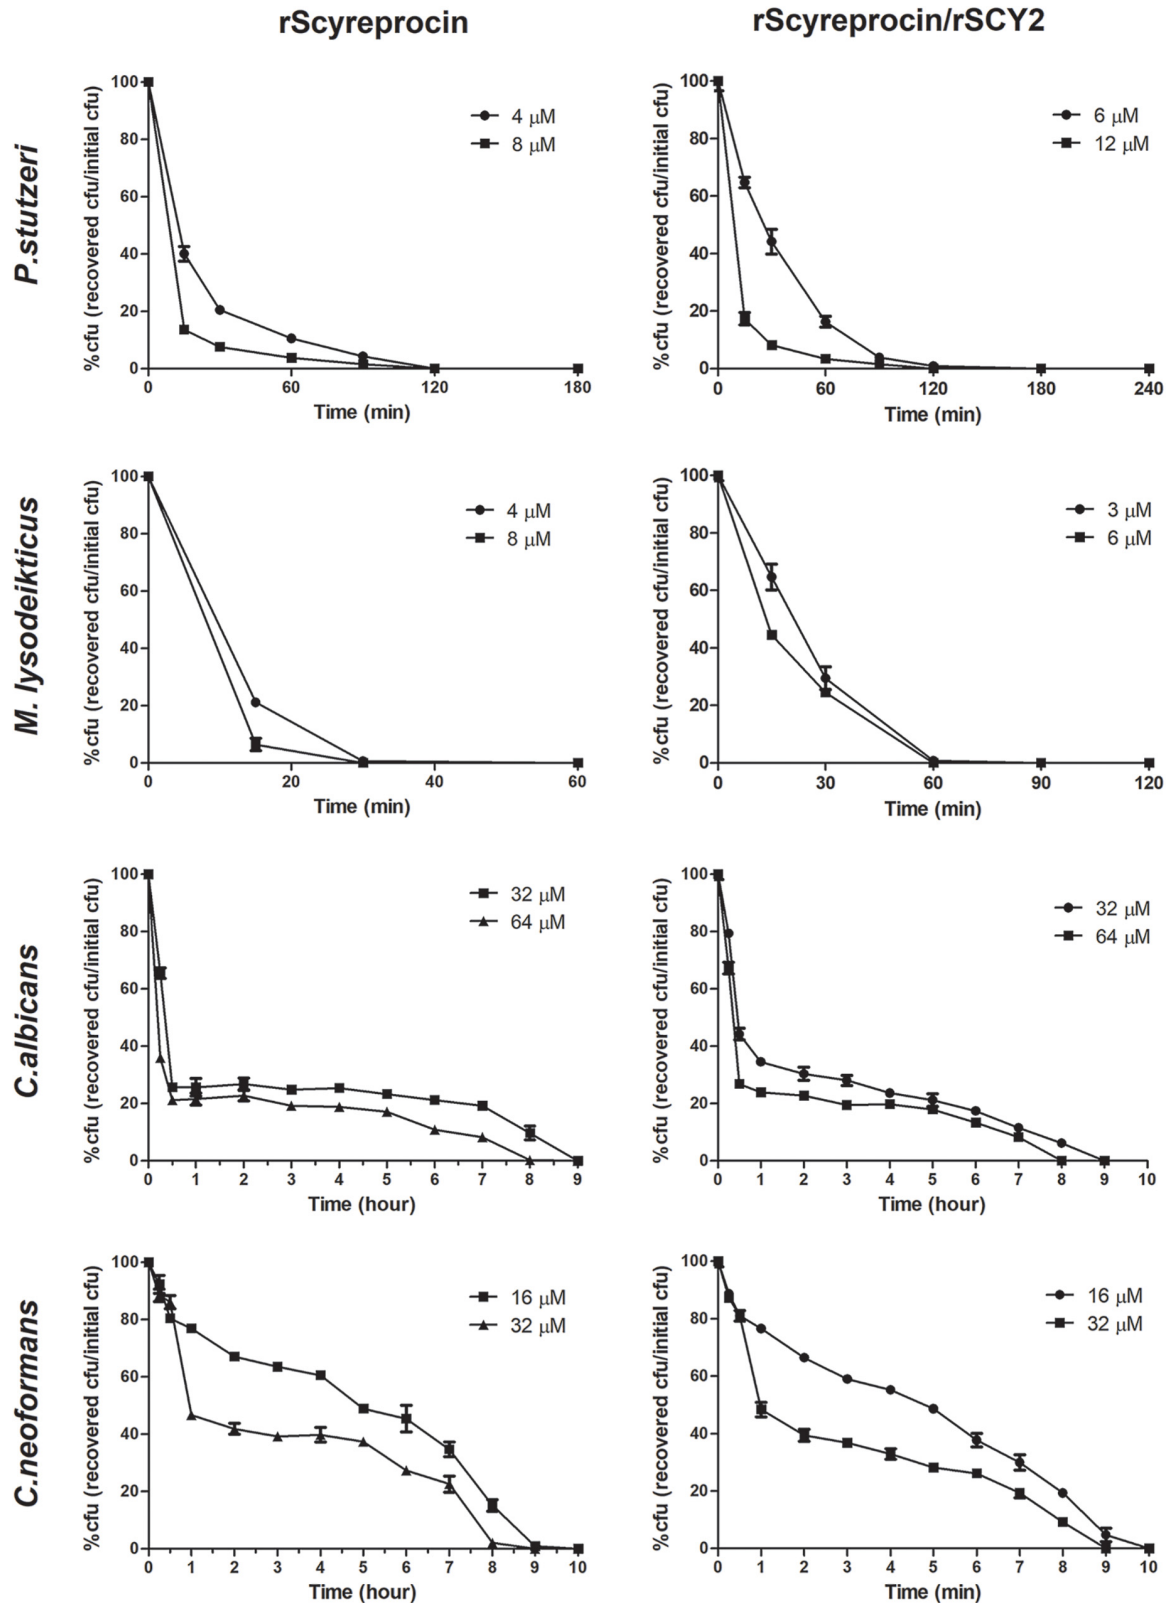 rScyreprocin
rScyreprocin/rSCY2
P.stutzeri
%cfu (recovered cfu/initial cfu)
100
80
60
40
20
0
4 μM
8 μM
0 60 120 180
Time (min)
%cfu (recovered cfu/initial cfu)
100
80
60
40
20
0
6 μM
12 μM
0 60 120 180 240
Time (min)
M. lysodeikticus
%cfu (recovered cfu/initial cfu)
100
80
60
40
20
0
4 μM
8 μM
0 20 40 60
Time (min)
%cfu (recovered cfu/initial cfu)
100
80
60
40
20
0
3 μM
6 μM
0 30 60 90 120
Time (min)
C.albicans
%cfu (recovered cfu/initial cfu)
100
80
60
40
20
0
32 μM
64 μM
0 1 2 3 4 5 6 7 8 9
Time (hour)
%cfu (recovered cfu/initial cfu)
100
80
60
40
20
0
32 μM
64 μM
0 1 2 3 4 5 6 7 8 9 10
Time (hour)
C.neoformans
%cfu (recovered cfu/initial cfu)
100
80
60
40
20
0
16 μM
32 μM
0 1 2 3 4 5 6 7 8 9 10
Time (hour)
%cfu (recovered cfu/initial cfu)
100
80
60
40
20
0
16 μM
32 μM
0 1 2 3 4 5 6 7 8 9 10
Time (min)